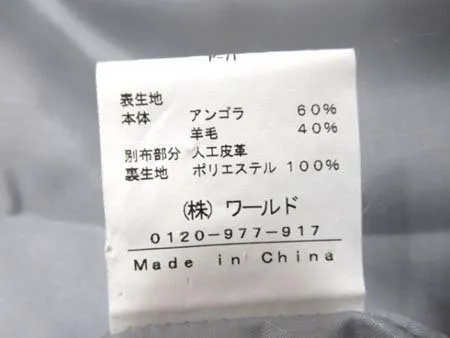 表生地
本体 アンゴラ 60%
羊毛 40%
別布部分 人工皮革
裏生地 ポリエステル 100%
(株) ワールド
0120-977-917
Made in China